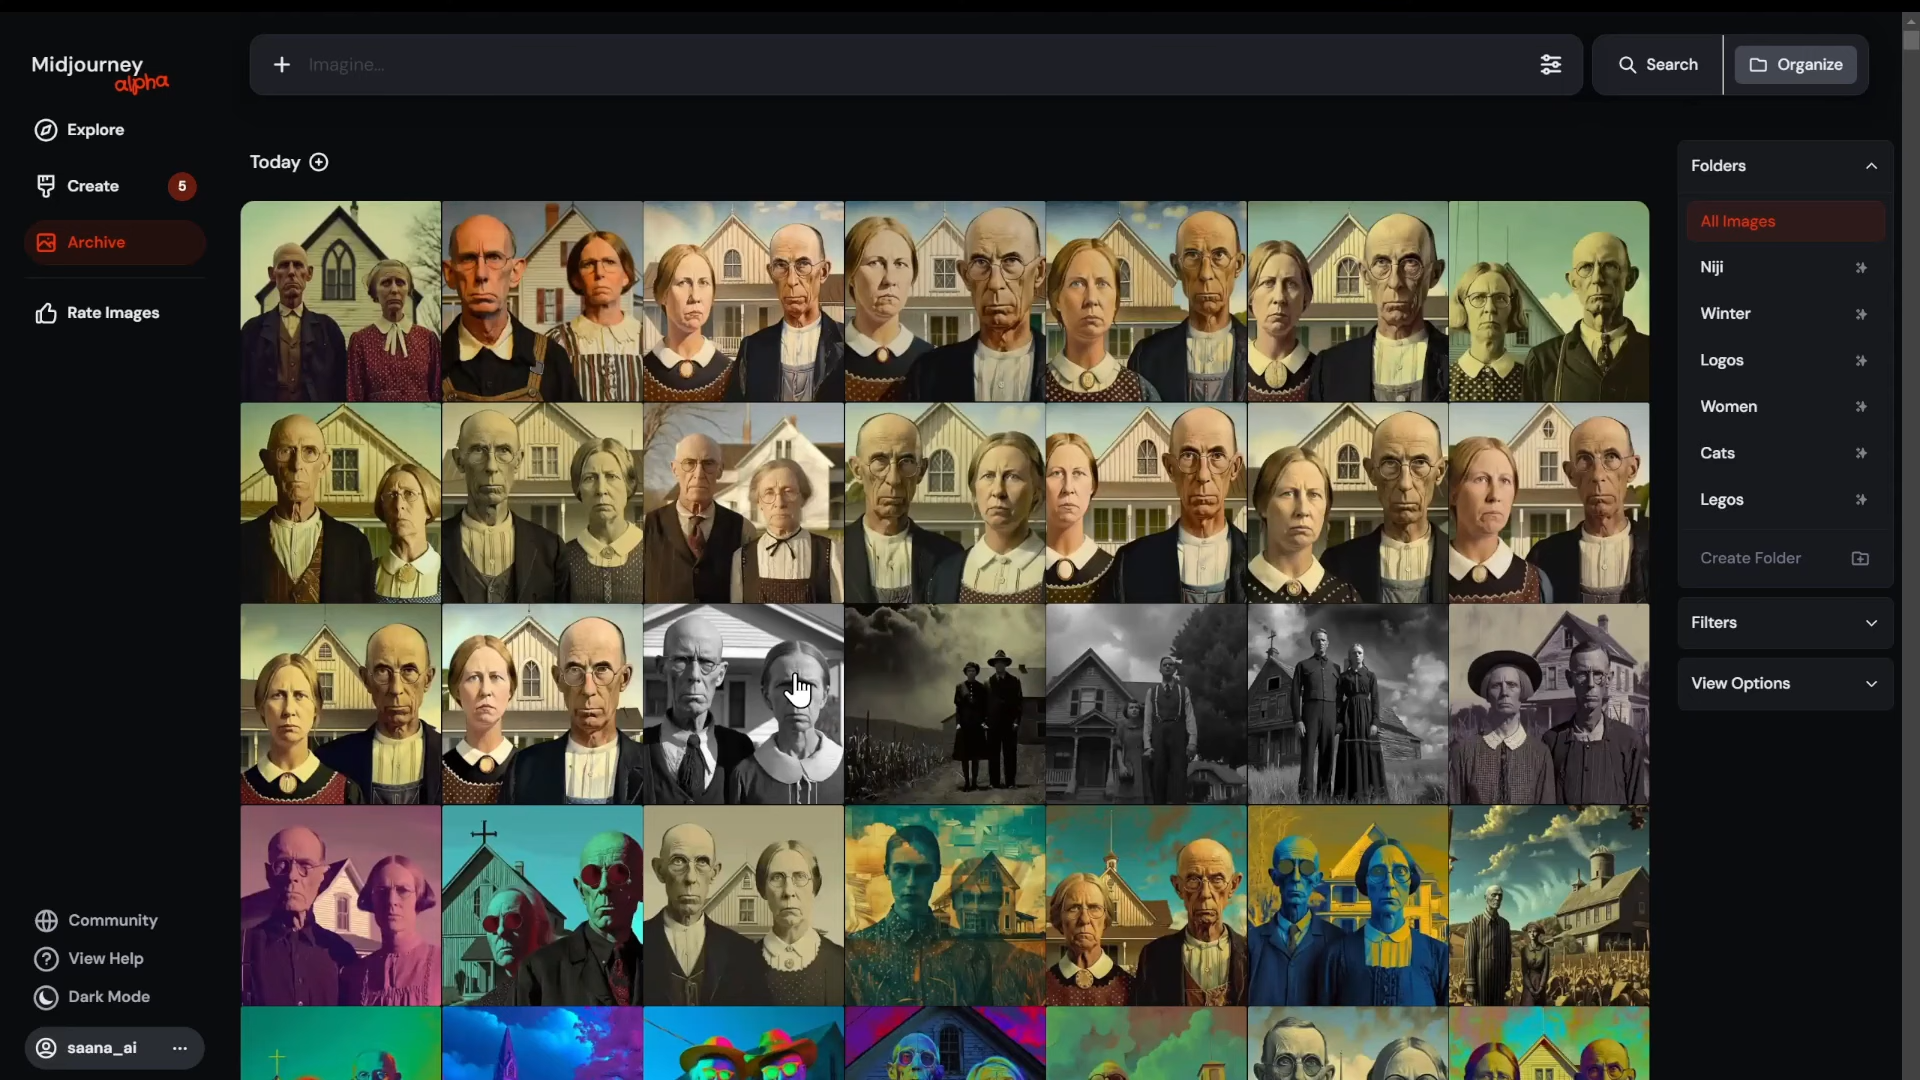 Midjourney
alpha
Imagine...
Search
Organize
Explore
Create
5
Archive
Rate Images
Today
Folders
All Images
Niji
Winter
Logos
Women
Cats
Legos
Create Folder
Filters
View Options
Community
View Help
Dark Mode
saana_ai